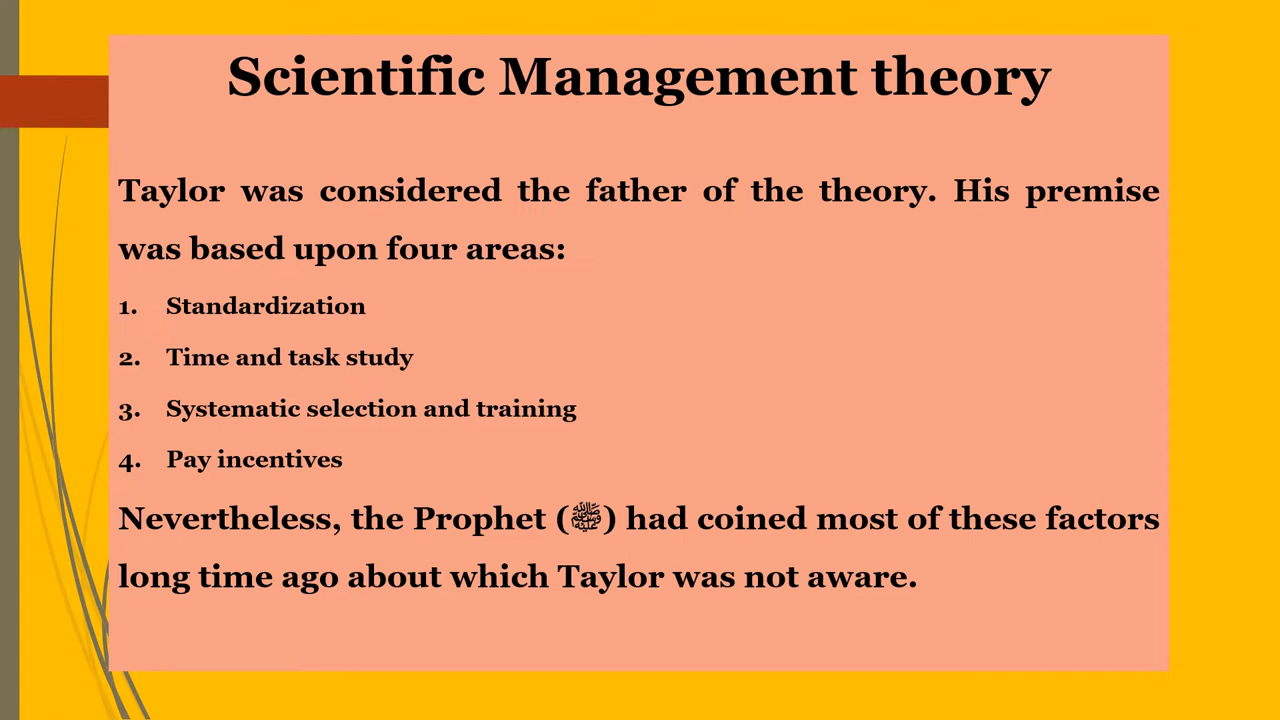 Scientific Management theory
Taylor was considered the father of the theory. His premise
was based upon four areas:
1. Standardization
2. Time and task study
3. Systematic selection and training
4. Pay incentives
Nevertheless, the Prophet (ﷺ) had coined most of these factors
long time ago about which Taylor was not aware.